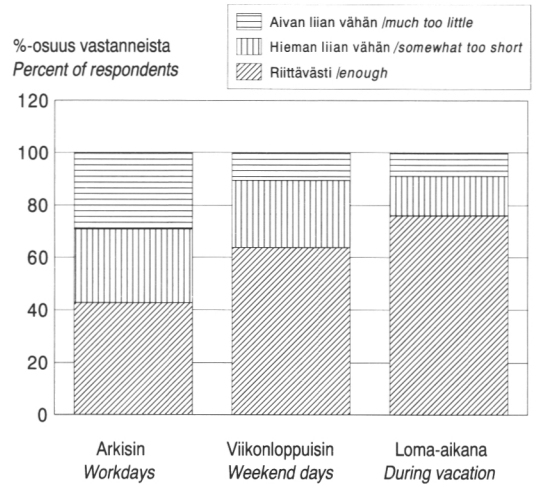 Aivan liian vähän /much too little
Hieman liian vähän /somewhat too short
Riittävästi /enough
%-osuus vastanneista
Percent of respondents
120
100
80
60
40
20
0
Arkisin
Workdays
Viikonloppuisin
Weekend days
Loma-aikana
During vacation